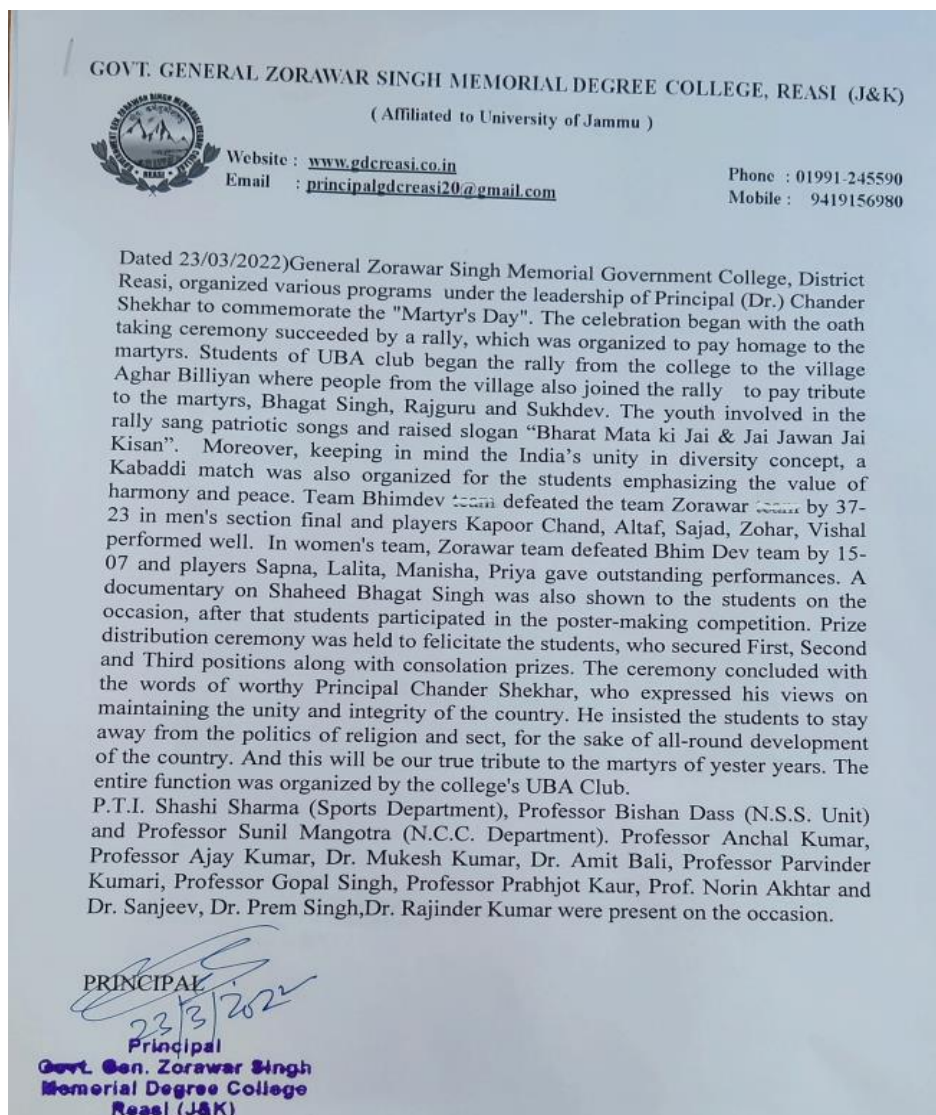 GOVT. GENERAL ZORAWAR SINGH MEMORIAL DEGREE COLLEGE, REASI (J&K)
( Affiliated to University of Jammu )
Website : www.gdcreasi.co.in
Email : principalgdcreasi20@gmail.com
Phone : 01991-245590
Mobile : 9419156980
Dated 23/03/2022)General Zorawar Singh Memorial Government College, District
Reasi, organized various programs under the leadership of Principal (Dr.) Chander
Shekhar to commemorate the "Martyr's Day". The celebration began with the oath
taking ceremony succeeded by a rally, which was organized to pay homage to the
martyrs. Students of UBA club began the rally from the college to the village
Aghar Billiyan where people from the village also joined the rally to pay tribute
to the martyrs, Bhagat Singh, Rajguru and Sukhdev. The youth involved in the
rally sang patriotic songs and raised slogan “Bharat Mata ki Jai & Jai Jawan Jai
Kisan”. Moreover, keeping in mind the India’s unity in diversity concept, a
Kabaddi match was also organized for the students emphasizing the value of
harmony and peace. Team Bhimdev team defeated the team Zorawar team by 37-
23 in men's section final and players Kapoor Chand, Altaf, Sajad, Zohar, Vishal
performed well. In women's team, Zorawar team defeated Bhim Dev team by 15-
07 and players Sapna, Lalita, Manisha, Priya gave outstanding performances. A
documentary on Shaheed Bhagat Singh was also shown to the students on the
occasion, after that students participated in the poster-making competition. Prize
distribution ceremony was held to felicitate the students, who secured First, Second
and Third positions along with consolation prizes. The ceremony concluded with
the words of worthy Principal Chander Shekhar, who expressed his views on
maintaining the unity and integrity of the country. He insisted the students to stay
away from the politics of religion and sect, for the sake of all-round development
of the country. And this will be our true tribute to the martyrs of yester years. The
entire function was organized by the college's UBA Club.
P.T.I. Shashi Sharma (Sports Department), Professor Bishan Dass (N.S.S. Unit)
and Professor Sunil Mangotra (N.C.C. Department). Professor Anchal Kumar,
Professor Ajay Kumar, Dr. Mukesh Kumar, Dr. Amit Bali, Professor Parvinder
Kumari, Professor Gopal Singh, Professor Prabhjot Kaur, Prof. Norin Akhtar and
Dr. Sanjeev, Dr. Prem Singh,Dr. Rajinder Kumar were present on the occasion.
PRINCIPAL
23/3/2022
Principal
Govt. Gen. Zorawar Singh
Memorial Degree College
Reasi (J&K)